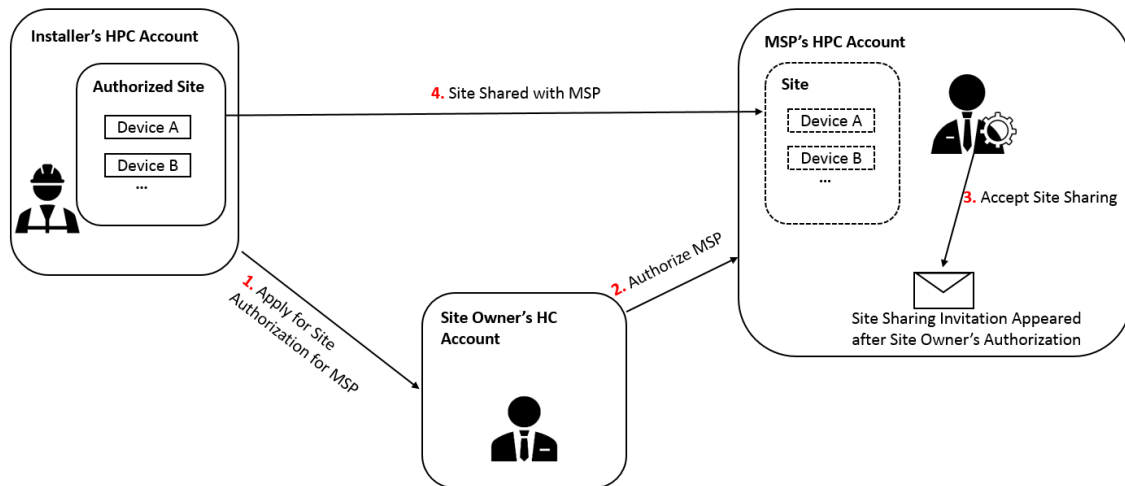 Installer's HPC Account
Authorized Site
Device A
Device B
...
4. Site Shared with MSP
MSP's HPC Account
Site
Device A
Device B
...
3. Accept Site Sharing
Site Sharing Invitation Appeared
after Site Owner's Authorization
1. Apply for Site
Authorization for MSP
2. Authorize MSP
Site Owner's HC
Account